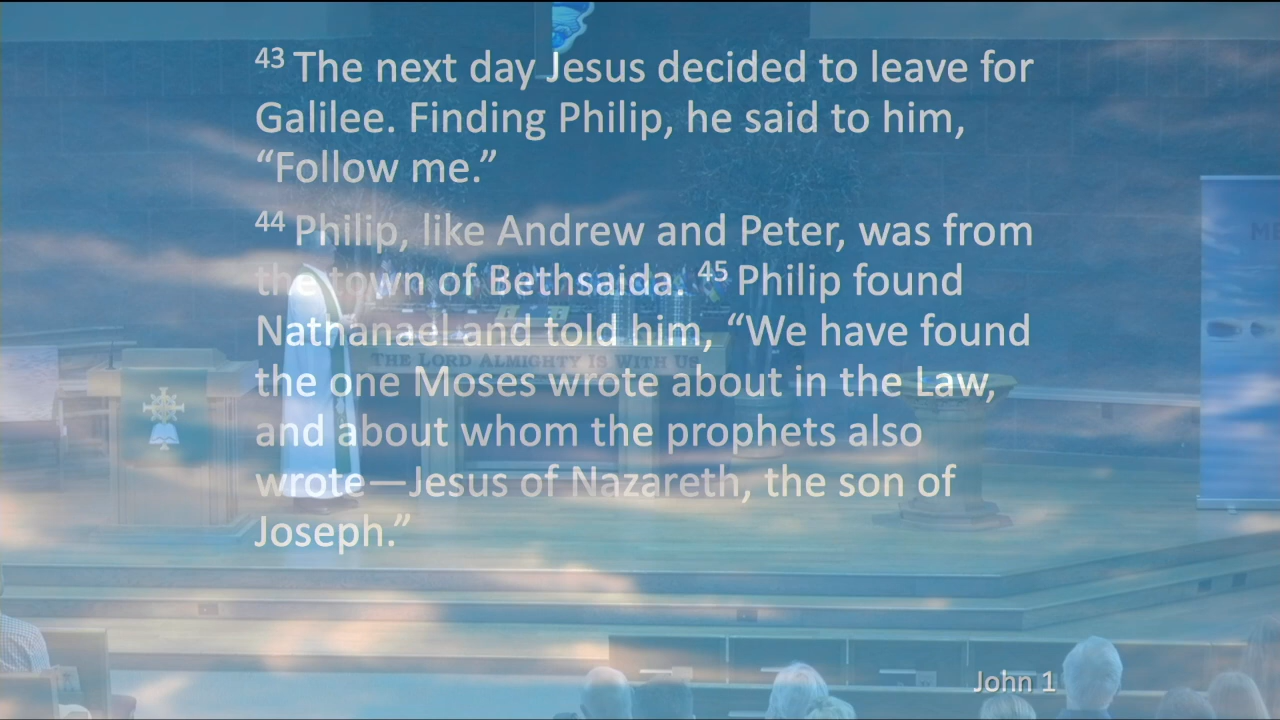 43 The next day Jesus decided to leave for
Galilee. Finding Philip, he said to him,
“Follow me.”
44 Philip, like Andrew and Peter, was from
the town of Bethsaida. 45 Philip found
Nathanael and told him, “We have found
the one Moses wrote about in the Law,
and about whom the prophets also
wrote—Jesus of Nazareth, the son of
Joseph.”
THE LORD ALMIGHTY IS WITH US
John 1